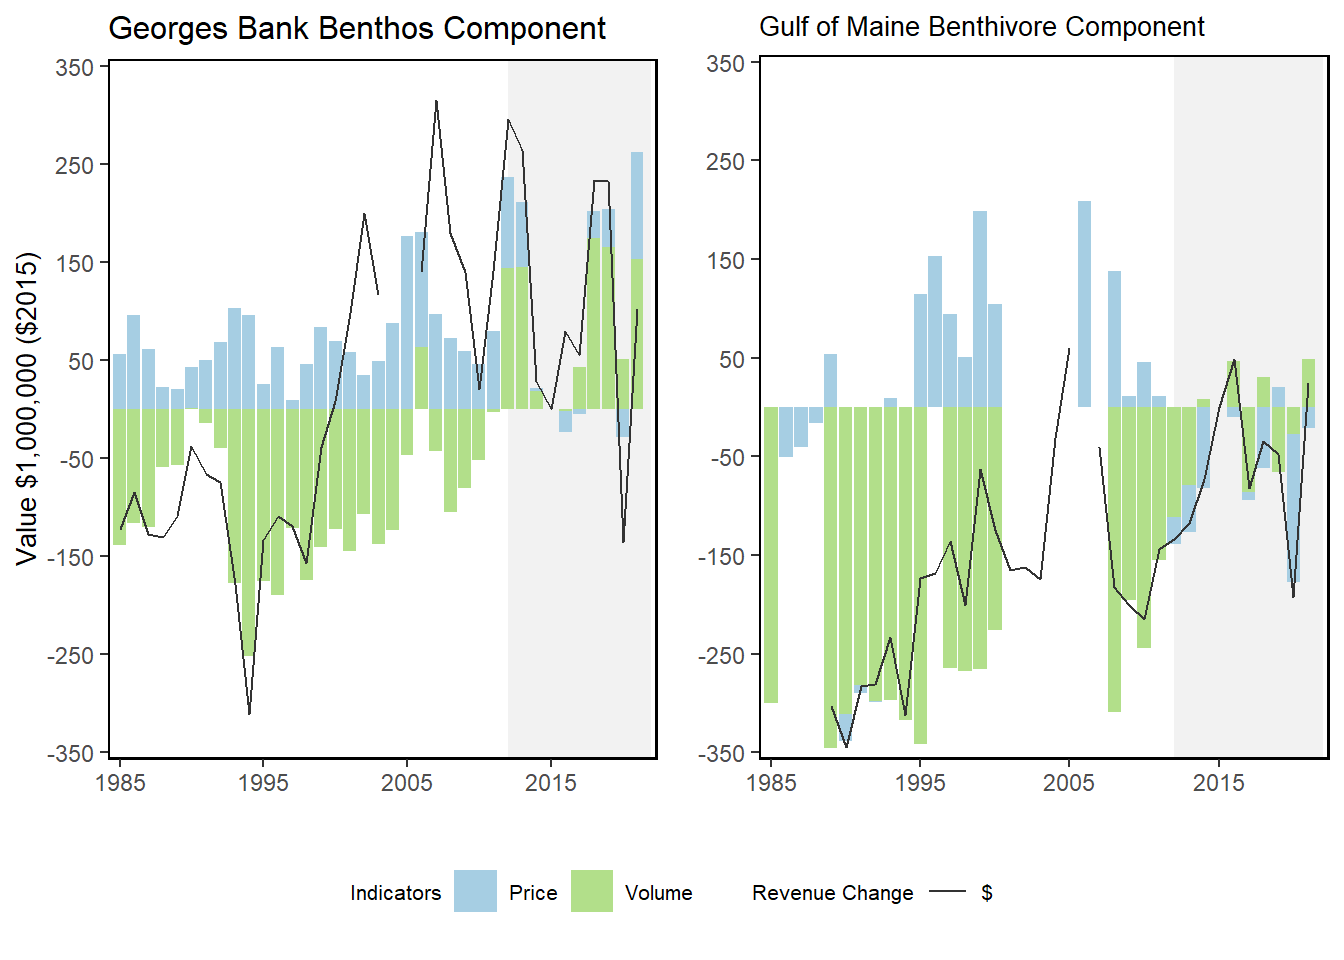 Georges Bank Benthos Component
Gulf of Maine Benthivore Component
Value $1,000,000 ($2015)
350
250
150
50
-50
-150
-250
-350
1985 1995 2005 2015
350
250
150
50
-50
-150
-250
-350
1985 1995 2005 2015
Indicators Price Volume Revenue Change $